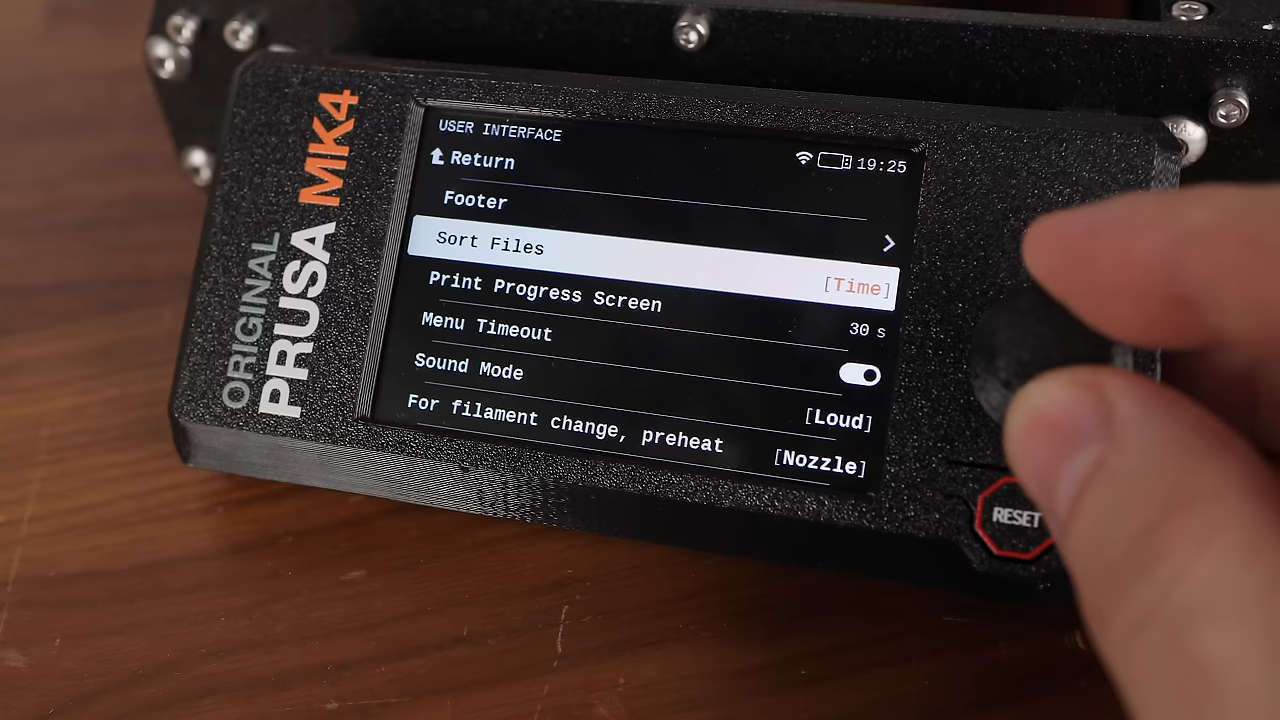 ORIGINAL
PRUSA MK4
USER INTERFACE
19:25
Return
Footer
Sort Files [Time]
Print Progress Screen 30 s
Menu Timeout
Sound Mode [Loud]
For filament change, preheat [Nozzle]
RESET